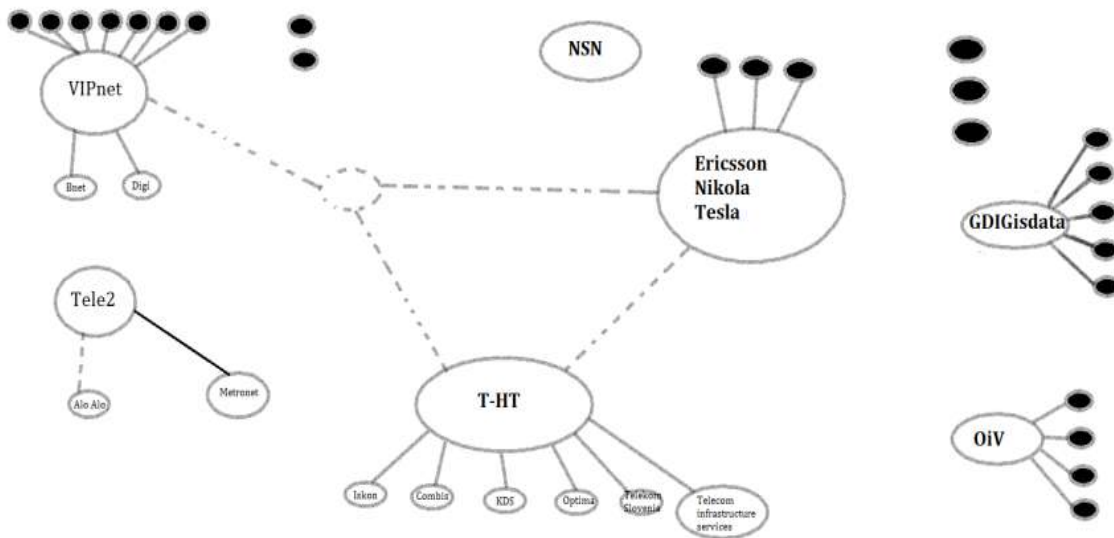 NSN
VIPnet
Ericsson
Nikola
Tesla
Bnet
Digi
GDIGisdata
Tele2
Metronet
Alo Alo
T-HT
OiV
Iskon
Combis
KDS
Optima
Telekom
Slovenia
Telecom
infrastructure
services